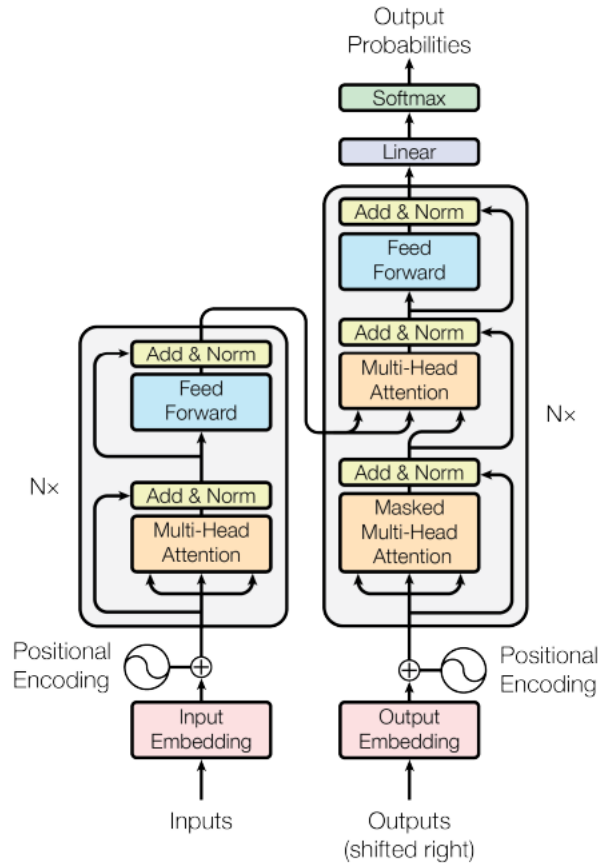 Output
Probabilities
Softmax
Linear
Add & Norm
Feed
Forward
Add & Norm
Multi-Head
Attention
Add & Norm
Masked
Multi-Head
Attention
N×
Add & Norm
Feed
Forward
Add & Norm
Multi-Head
Attention
N×
Positional
Encoding
Positional
Encoding
Input
Embedding
Output
Embedding
Inputs
Outputs
(shifted right)